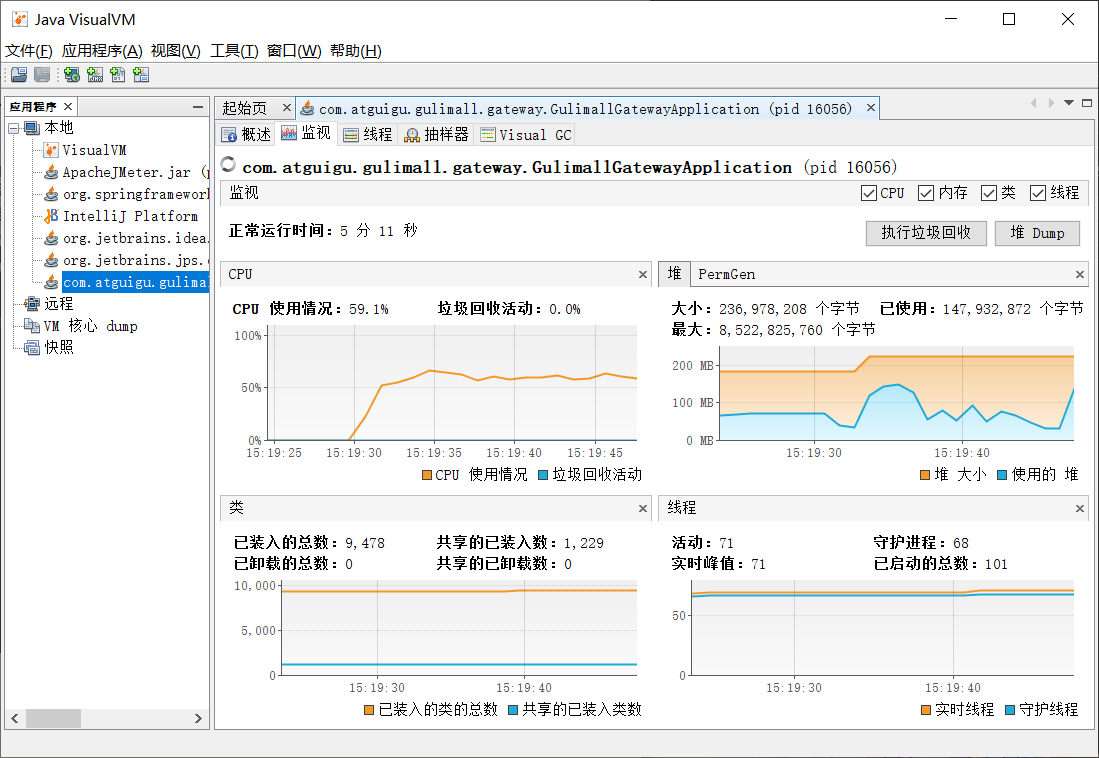 Java VisualVM
文件(F) 应用程序(A) 视图(V) 工具(T) 窗口(W) 帮助(H)
应用程序
本地
VisualVM
ApacheJMeter.jar (p
org.springframework
IntelliJ Platform
org.jetbrains.idea.
org.jetbrains.jps.c
com.atguigu.gulimal
远程
VM 核心 dump
快照
起始页 com.atguigu.gulimall.gateway.GulimallGatewayApplication (pid 16056)
概述 监视 线程 抽样器 Visual GC
com.atguigu.gulimall.gateway.GulimallGatewayApplication (pid 16056)
监视 CPU 内存 类 线程
正常运行时间: 5 分 11 秒 执行垃圾回收 堆 Dump
CPU
CPU 使用情况: 59.1% 垃圾回收活动: 0.0%
100%
50%
0%
15:19:25 15:19:30 15:19:35 15:19:40 15:19:45
CPU 使用情况 垃圾回收活动
堆 PermGen
大小: 236,978,208 个字节 已使用: 147,932,872 个字节
最大: 8,522,825,760 个字节
200 MB
100 MB
0 MB
15:19:30 15:19:40
堆 大小 使用的 堆
类
已装入的总数: 9,478 共享的已装入数: 1,229
已卸载的总数: 0 共享的已卸载数: 0
10,000
5,000
0
15:19:30 15:19:40
已装入的类的总数 共享的已装入类数
线程
活动: 71 守护进程: 68
实时峰值: 71 已启动的总数: 101
50
0
15:19:30 15:19:40
实时线程 守护线程